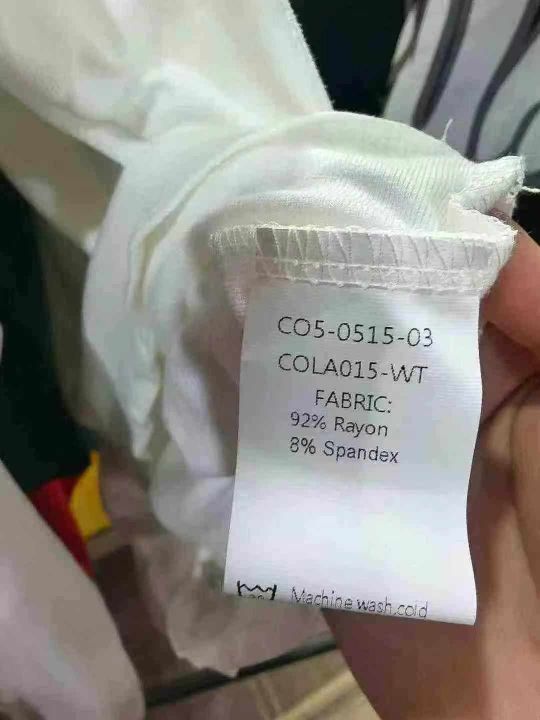 CO5-0515-03
COLA015-WT
FABRIC:
92% Rayon
8% Spandex
Machine wash,cold